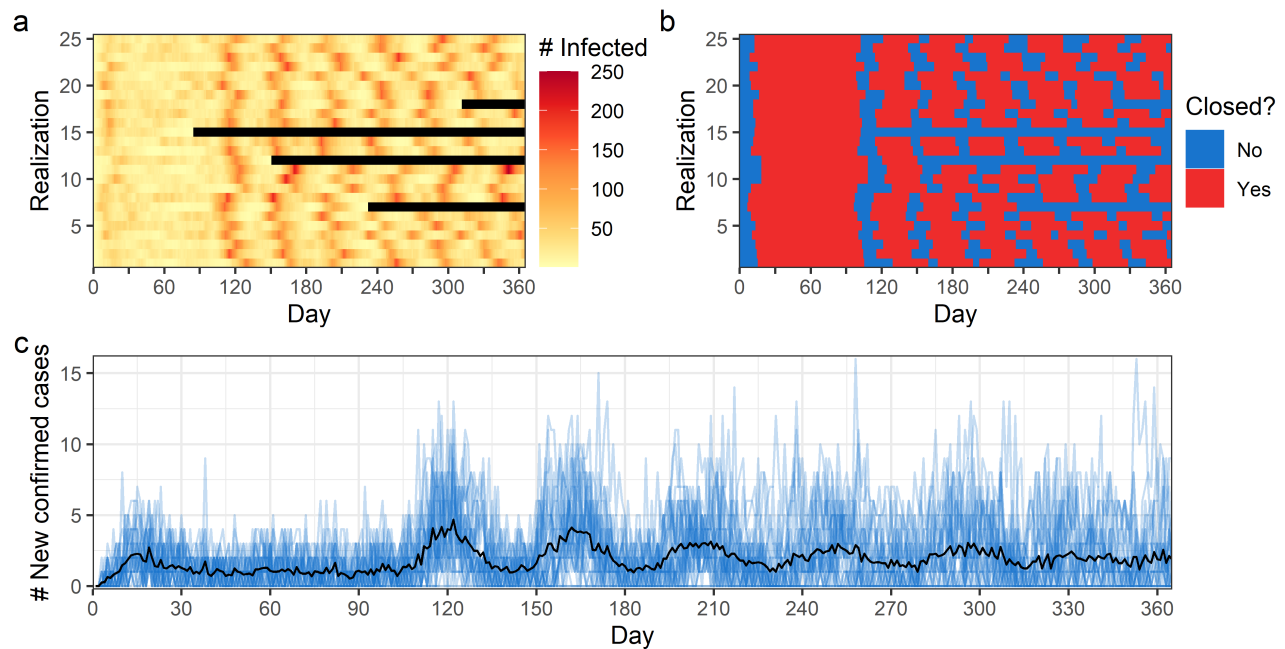 a
# Infected
250
200
150
100
50
25
20
15
10
5
Realization
0 60 120 180 240 300 360
Day
b
25
20
15
10
5
Realization
0 60 120 180 240 300 360
Day
Closed?
No
Yes
c
# New confirmed cases
15
10
5
0
0 30 60 90 120 150 180 210 240 270 300 330 360
Day